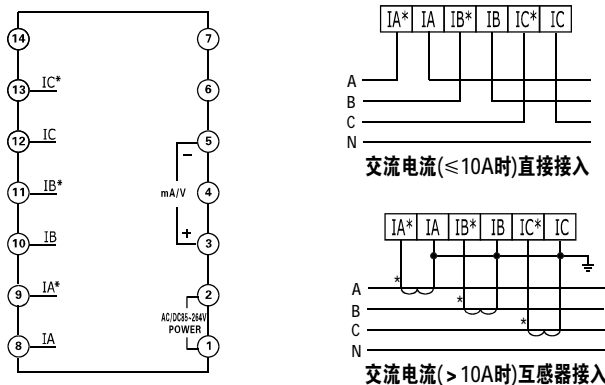 14
7
13
IC*
6
12
IC
5
−
11
IB*
mA/V
4
10
IB
+
3
9
IA*
2
AC/DC85~264V
POWER
8
IA
1
IA* IA IB* IB IC* IC
A
B
C
N
交流电流(≤10A时)直接接入
IA* IA IB* IB IC* IC
A *
B *
C *
N
交流电流(>10A时)互感器接入